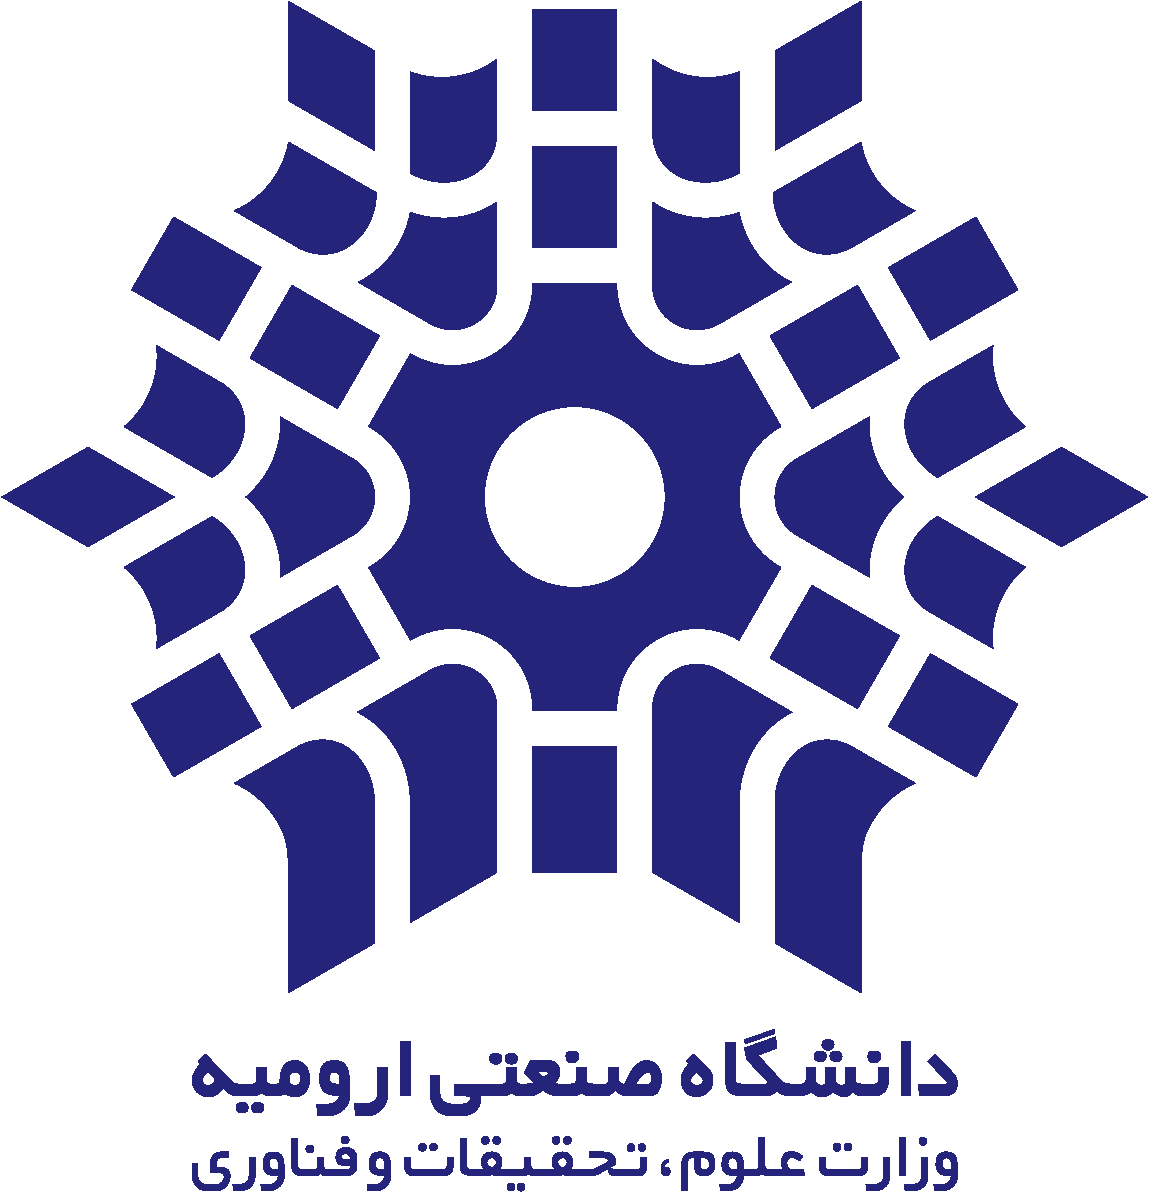 دانشگاه صنعتی ارومیه
وزارت علوم، تحقیقات و فناوری